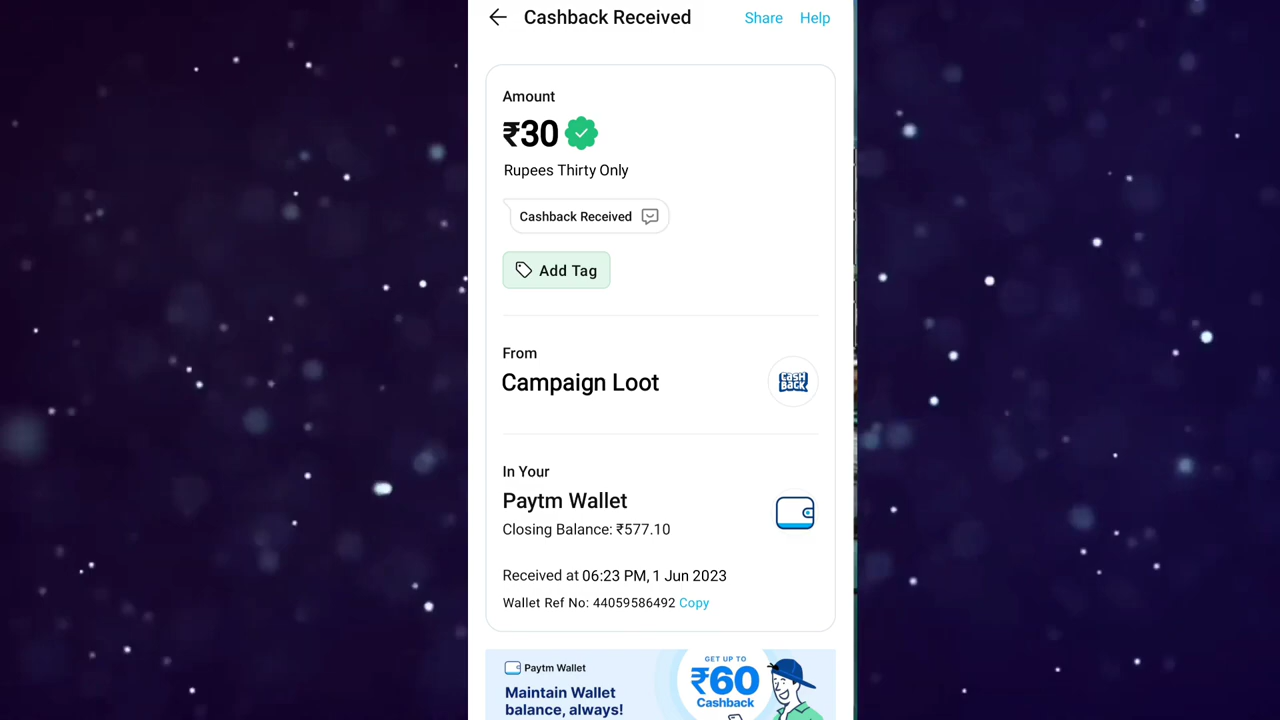 Cashback Received
Share
Help
Amount
₹30
Rupees Thirty Only
Cashback Received
Add Tag
From
Campaign Loot
CASH
BACK
In Your
Paytm Wallet
Closing Balance: ₹577.10
Received at 06:23 PM, 1 Jun 2023
Wallet Ref No: 44059586492 Copy
Paytm Wallet
Maintain Wallet
balance, always!
GET UP TO
₹60
Cashback